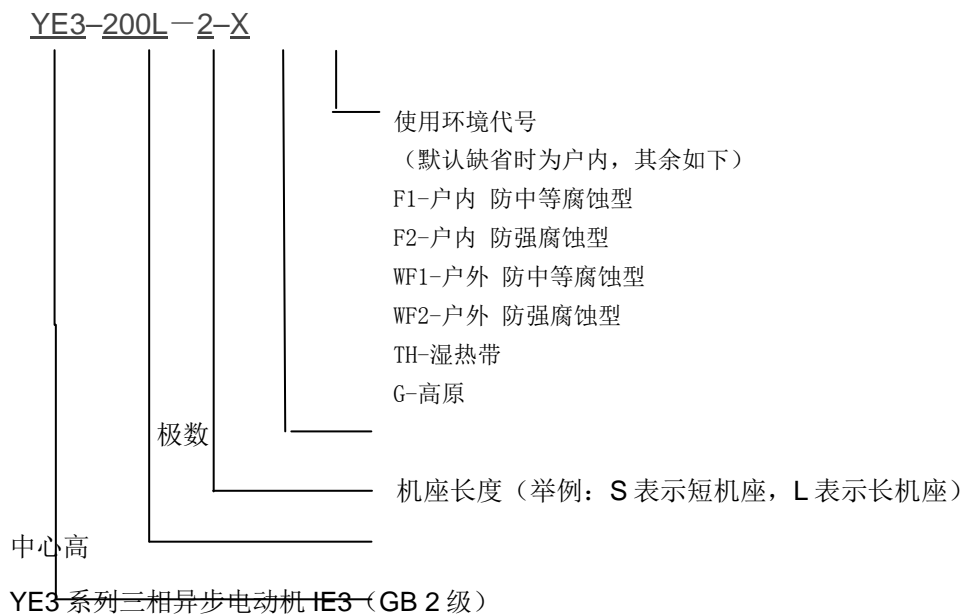 YE3–200L－2–X
使用环境代号
（默认缺省时为户内，其余如下）
F1-户内 防中等腐蚀型
F2-户内 防强腐蚀型
WF1-户外 防中等腐蚀型
WF2-户外 防强腐蚀型
TH-湿热带
G-高原
极数
机座长度（举例：S 表示短机座，L 表示长机座）
中心高
YE3 系列三相异步电动机 IE3（GB 2 级）